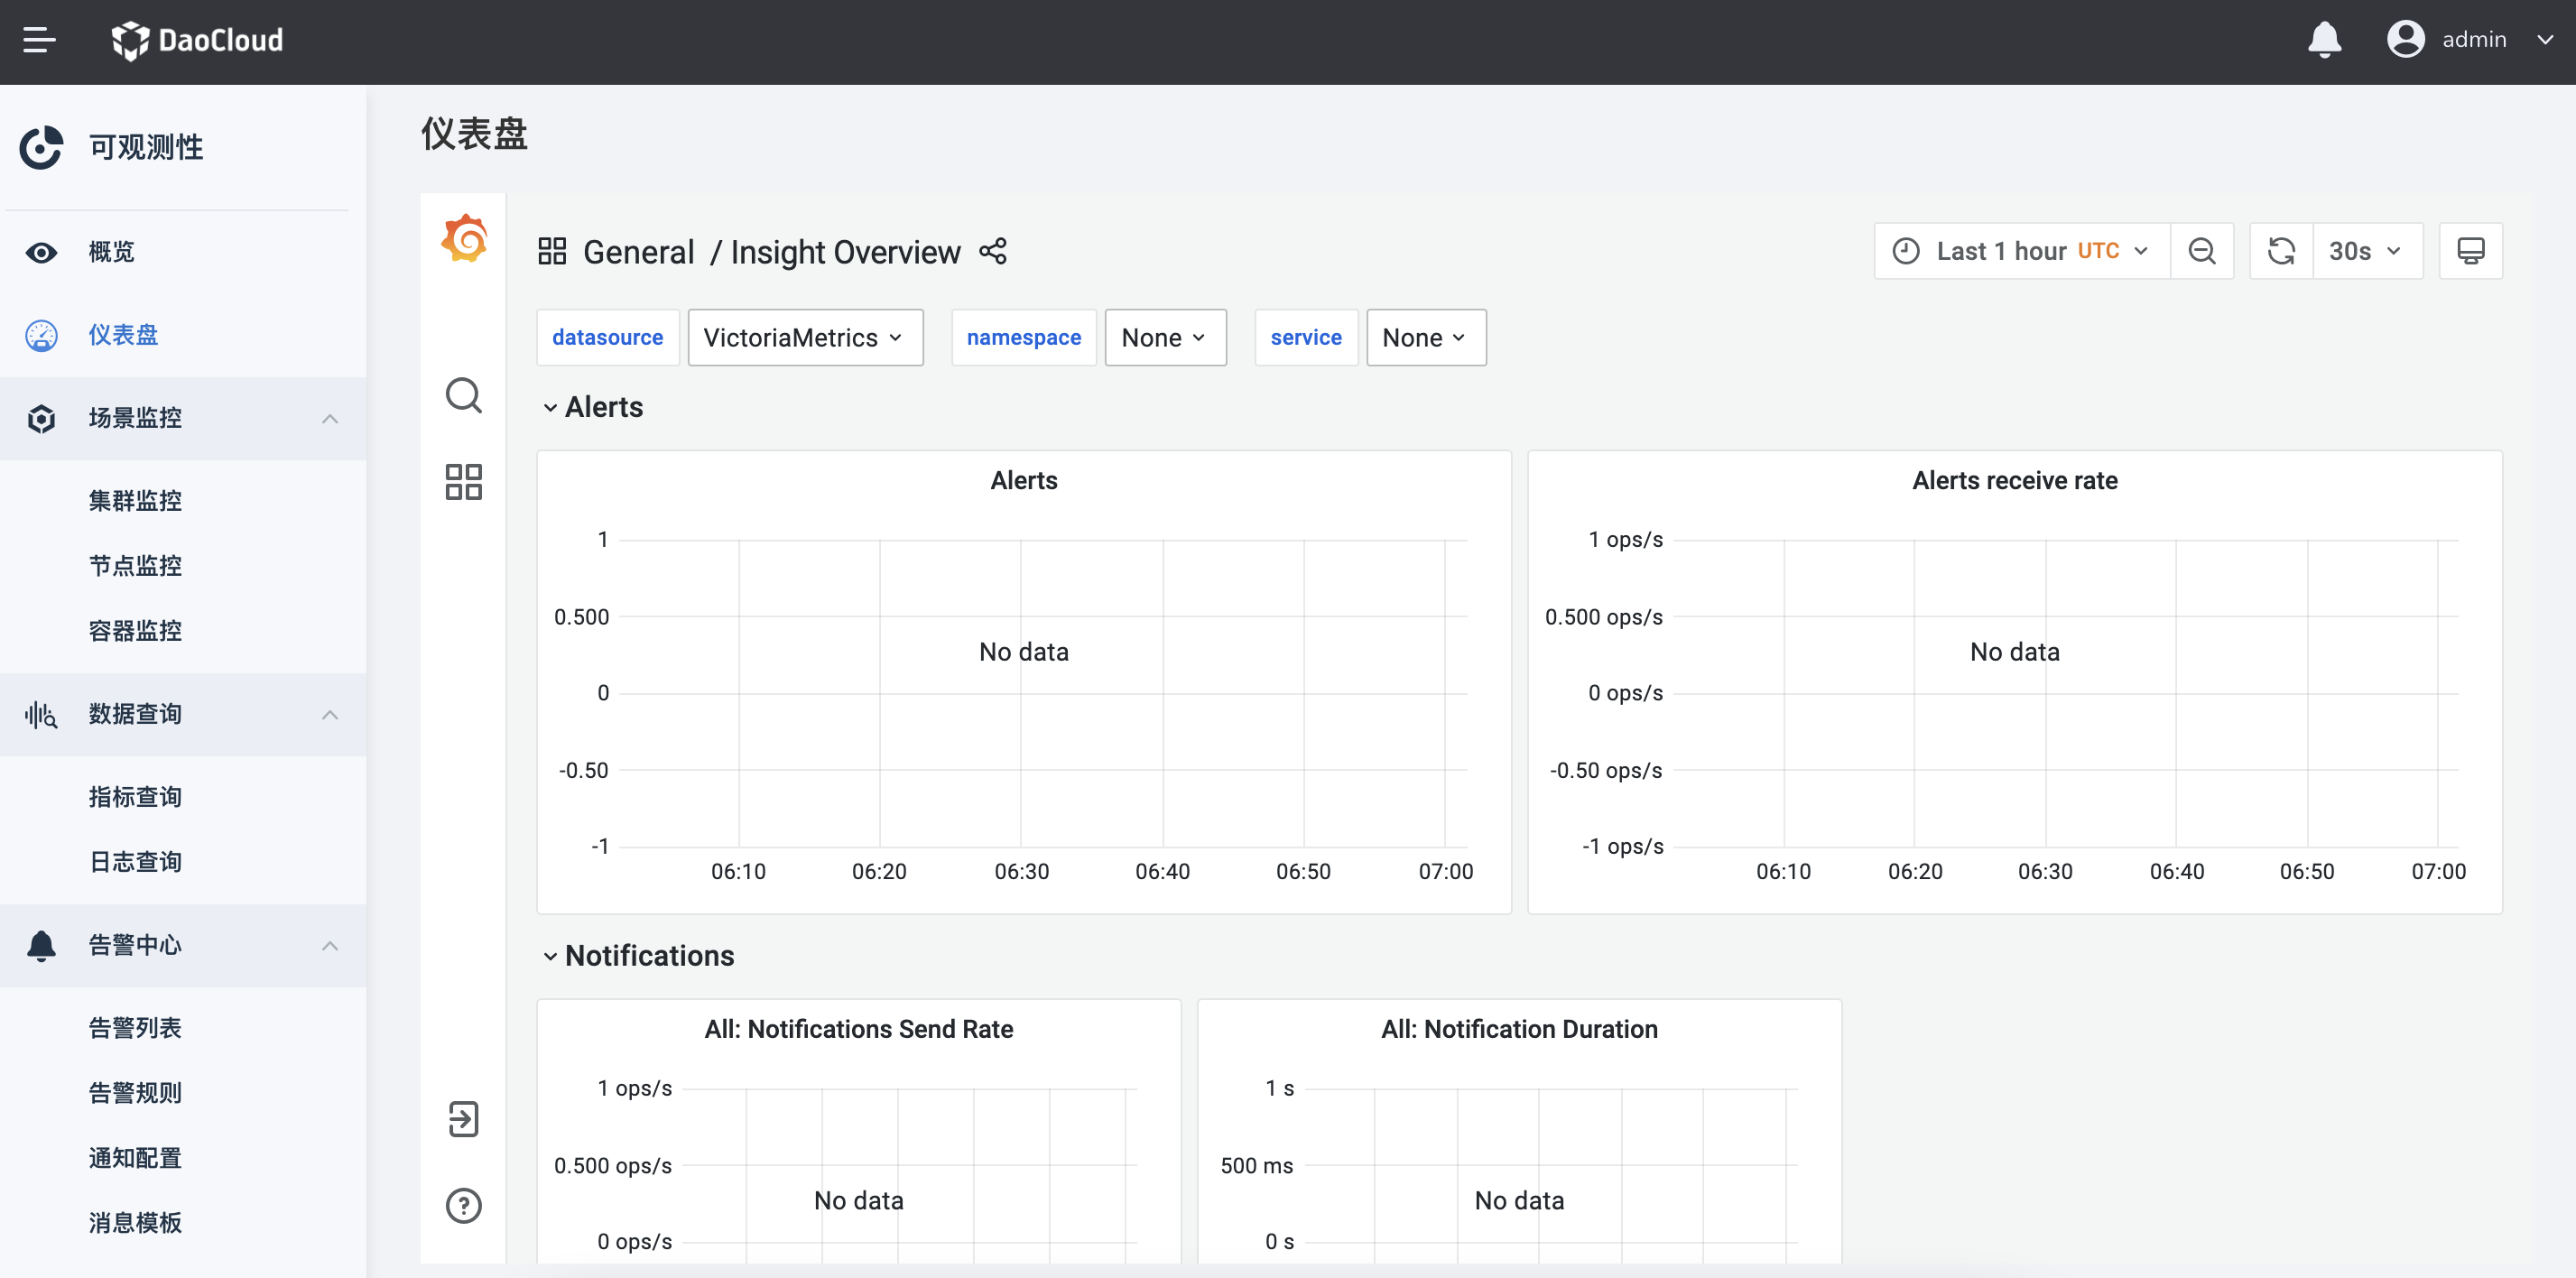 DaoCloud
admin
可观测性
概览
仪表盘
场景监控
集群监控
节点监控
容器监控
数据查询
指标查询
日志查询
告警中心
告警列表
告警规则
通知配置
消息模板
仪表盘
General / Insight Overview
Last 1 hour UTC
30s
datasource VictoriaMetrics namespace None service None
Alerts
Alerts
1
0.500
0
-0.50
-1
No data
06:10 06:20 06:30 06:40 06:50 07:00
Alerts receive rate
1 ops/s
0.500 ops/s
0 ops/s
-0.50 ops/s
-1 ops/s
No data
06:10 06:20 06:30 06:40 06:50 07:00
Notifications
All: Notifications Send Rate
1 ops/s
0.500 ops/s
0 ops/s
No data
All: Notification Duration
1 s
500 ms
0 s
No data